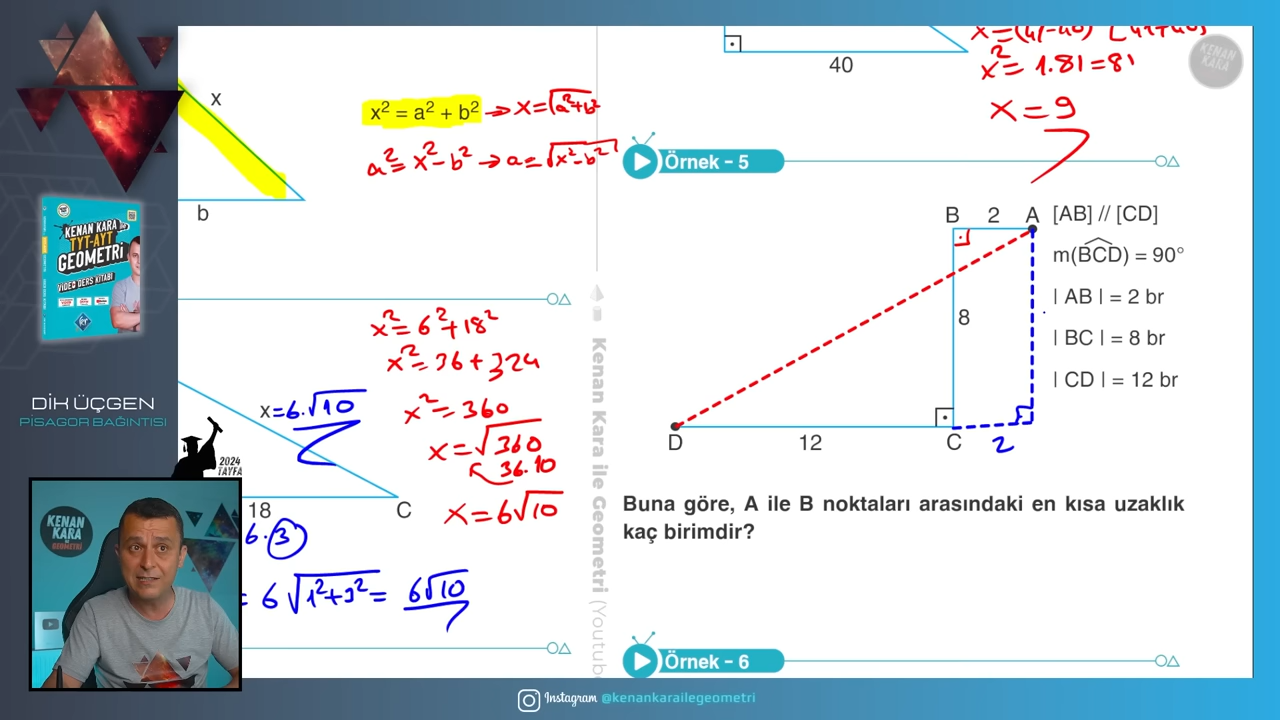 x
b
x² = a² + b² → x = √a²+b²
a² = x² - b² → a = √x²-b²
x² = 6² + 18²
x² = 36 + 324
x² = 360
x = √360
36.10
x = 6√10
x = 6.√10
18
C
6.3
= 6√1²+3² = 6√10
40
x² = 1.81 = 81
x = 9
Örnek – 5
B 2 A
8
D 12 C 2
[AB] // [CD]
m(BCD) = 90°
| AB | = 2 br
| BC | = 8 br
| CD | = 12 br
Buna göre, A ile B noktaları arasındaki en kısa uzaklık
kaç birimdir?
Örnek – 6
Kenan Kara ile Geometri (Youtub
KENAN KARA
TYT-AYT
GEOMETRİ
VİDEO DERS KİTABI
DİK ÜÇGEN
PİSAGOR BAĞINTISI
2024
TAYFA
KENAN
KARA
ile GEOMETRİ
KENAN
KARA
Instagram @kenankarailegeometri